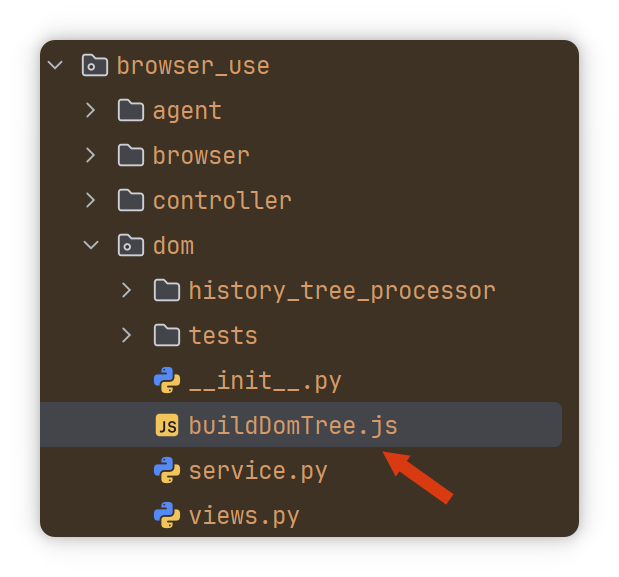 browser_use
agent
browser
controller
dom
history_tree_processor
tests
__init__.py
JS buildDomTree.js
service.py
views.py